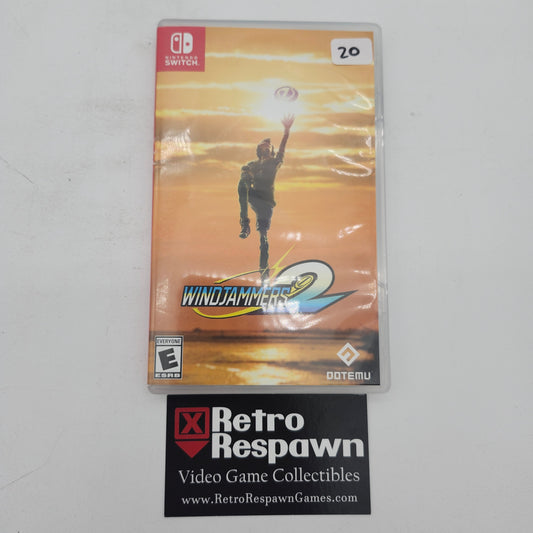 NINTENDO
SWITCH
20
WINDJAMMERS 2
EVERYONE
E
ESRB
DOTEMU
Retro
Respawn
Video Game Collectibles
www.RetroRespawnGames.com